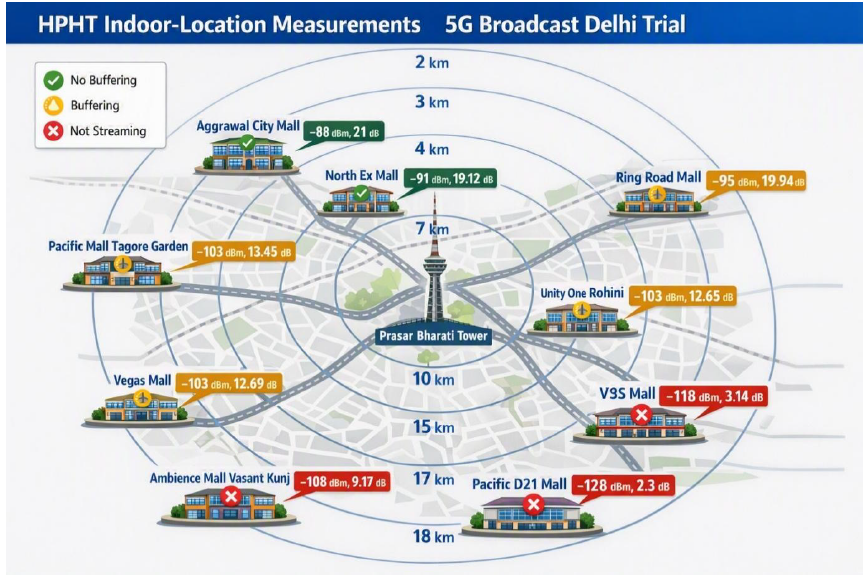 HPHT Indoor-Location Measurements 5G Broadcast Delhi Trial
No Buffering
Buffering
Not Streaming
2 km
3 km
Aggrawal City Mall
-88 dBm, 21 dB
4 km
North Ex Mall
-91 dBm, 19.12 dB
Ring Road Mall
-95 dBm, 19.94 dB
7 km
Pacific Mall Tagore Garden
-103 dBm, 13.45 dB
Unity One Rohini
-103 dBm, 12.65 dB
Prasar Bharati Tower
10 km
Vegas Mall
-103 dBm, 12.69 dB
V3S Mall
-118 dBm, 3.14 dB
15 km
Ambience Mall Vasant Kunj
-108 dBm, 9.17 dB
17 km
Pacific D21 Mall
-128 dBm, 2.3 dB
18 km